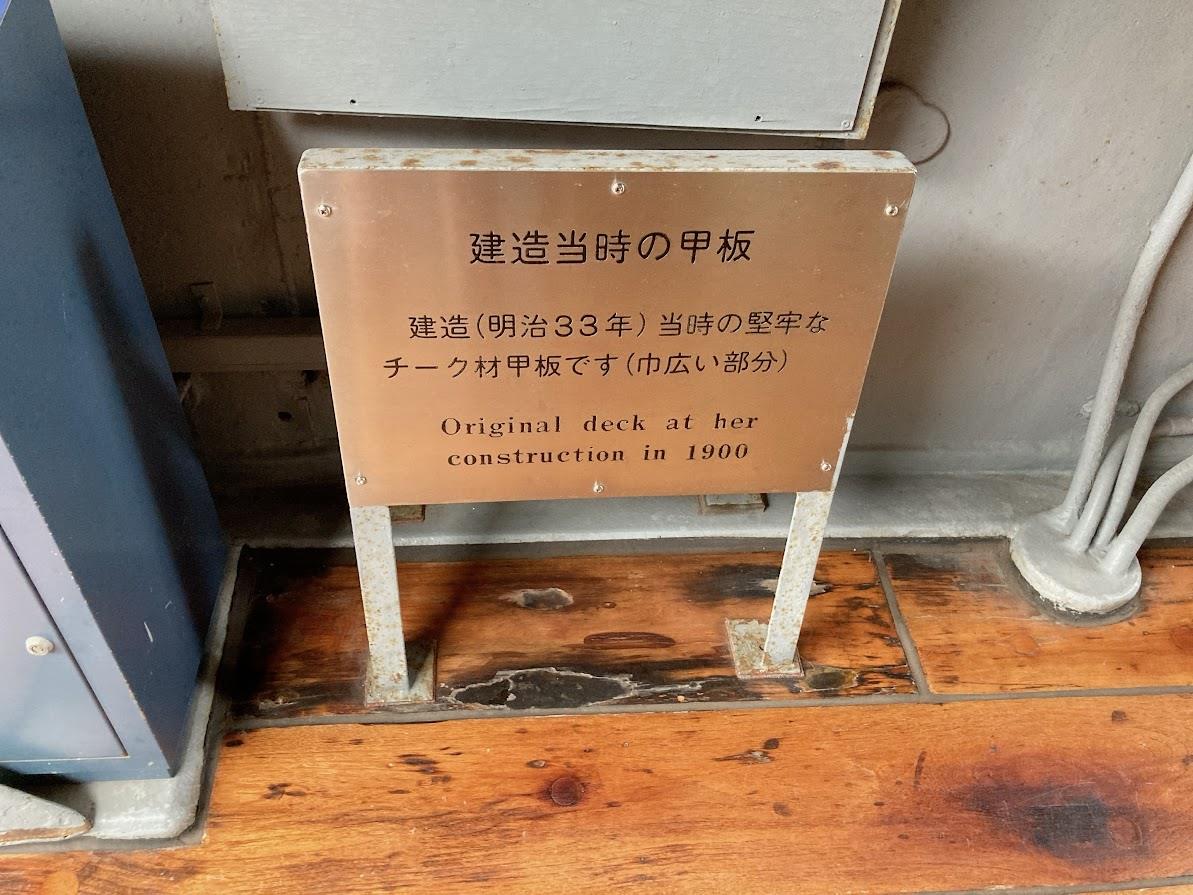 建造当時の甲板
建造(明治33年)当時の堅牢な
チーク材甲板です(巾広い部分)
Original deck at her
construction in 1900